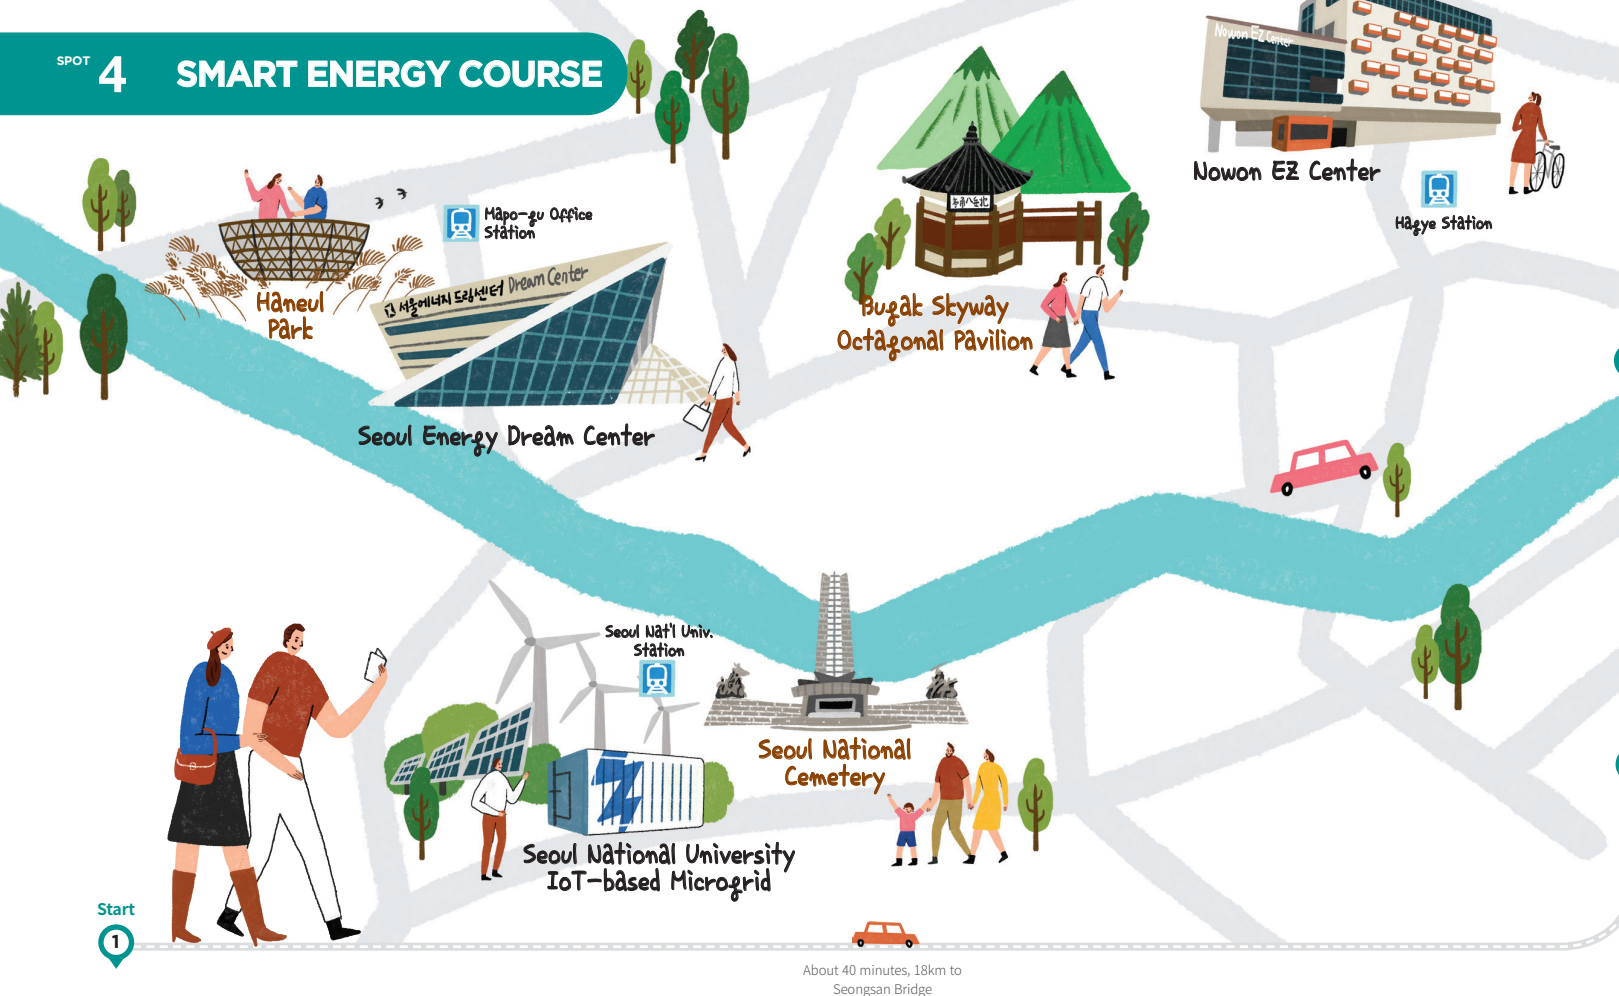 SPOT 4 SMART ENERGY COURSE
Nowon EZ Center
Nowon EZ Center
Hagye Station
Mapo-gu Office
Station
Haneul
Park
서울에너지드림센터 Dream Center
Seoul Energy Dream Center
Bugak Skyway
Octagonal Pavilion
Seoul Nat'l Univ.
Station
Seoul National
Cemetery
Seoul National University
IoT-based Microgrid
Start
1
About 40 minutes, 18km to
Seongsan Bridge